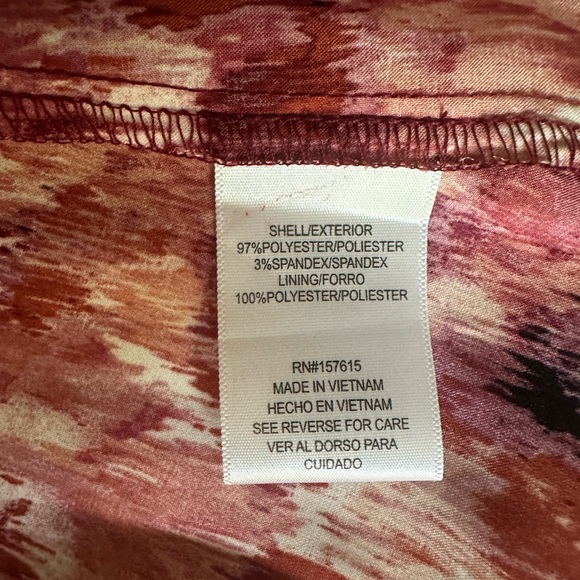 SHELL/EXTERIOR
97%POLYESTER/POLIESTER
3%SPANDEX/SPANDEX
LINING/FORRO
100%POLYESTER/POLIESTER
RN#157615
MADE IN VIETNAM
HECHO EN VIETNAM
SEE REVERSE FOR CARE
VER AL DORSO PARA
CUIDADO